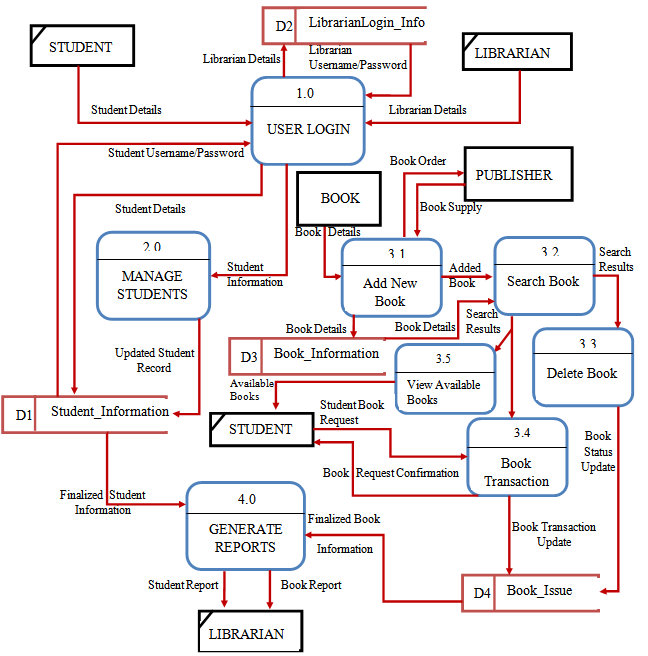 D2
LibrarianLogin_Info
STUDENT
LIBRARIAN
Librarian Details
Librarian
Username/Password
1.0
USER LOGIN
Student Details
Librarian Details
Student Username/Password
Book Order
PUBLISHER
BOOK
Student Details
Book Supply
Book Details
2.0
MANAGE
STUDENTS
Student
Information
3.1
Add New
Book
Added
Book
3.2
Search Book
Search
Results
Book Details
Book Details
Search
Results
3.3
Delete Book
Updated Student
Record
D3
Book_Information
3.5
View Available
Books
Available
Books
D1
Student_Information
STUDENT
Student Book
Request
3.4
Book
Transaction
Book
Status
Update
Book Request Confirmation
Finalized Student
Information
4.0
GENERATE
REPORTS
Finalized Book
Information
Book Transaction
Update
Student Report
Book Report
D4
Book_Issue
LIBRARIAN